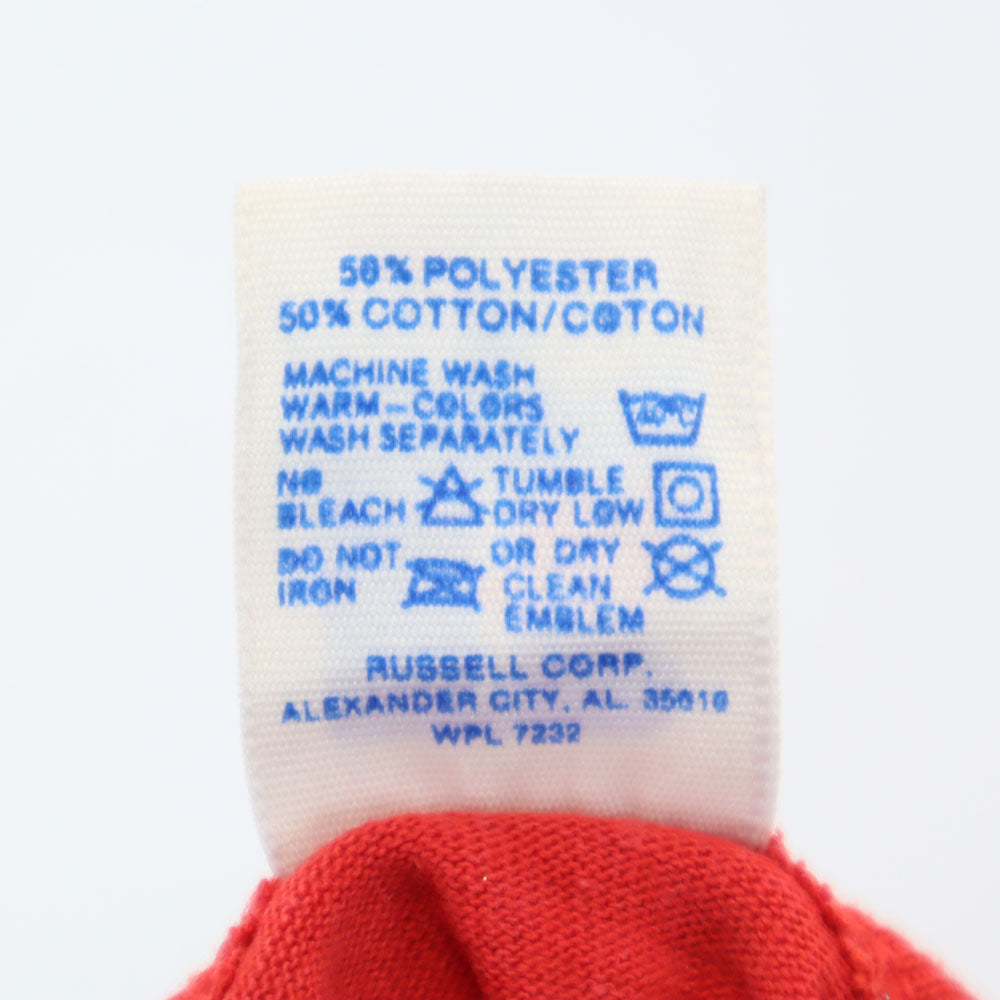 50% POLYESTER
50% COTTON/COTON
MACHINE WASH
WARM-COLORS
WASH SEPARATELY
40°C
NO
BLEACH
TUMBLE
DRY LOW
DO NOT
IRON
OR DRY
CLEAN
EMBLEM
RUSSELL CORP.
ALEXANDER CITY, AL. 35010
WPL 7232